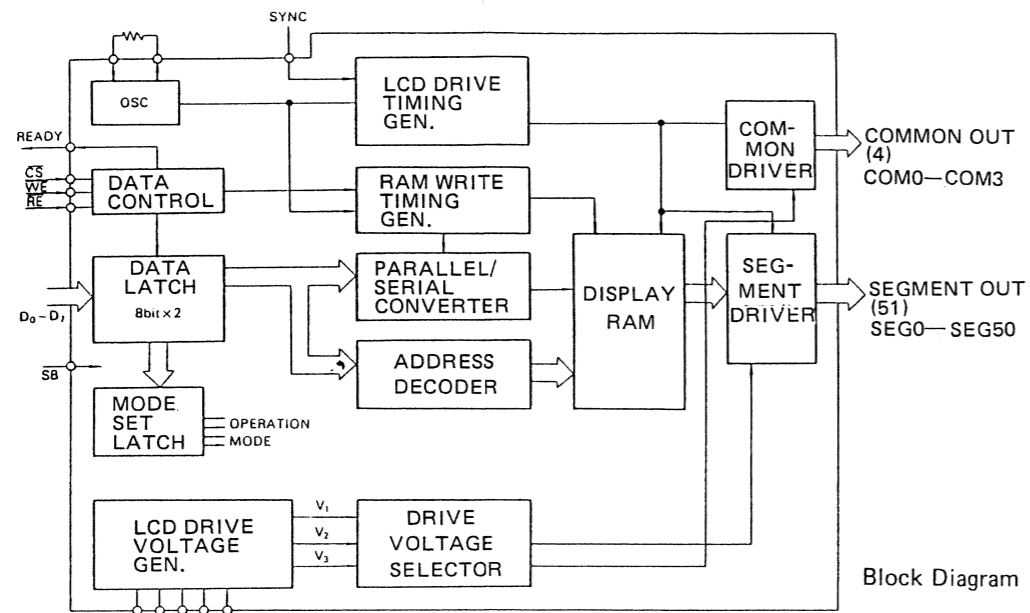 SYNC
OSC
LCD DRIVE
TIMING
GEN.
COM-
MON
DRIVER
COMMON OUT
(4)
COM0—COM3
READY
CS
WE
RE
DATA
CONTROL
RAM WRITE
TIMING
GEN.
DATA
LATCH
8bit × 2
D₀–D₇
PARALLEL/
SERIAL
CONVERTER
DISPLAY
RAM
SEG-
MENT
DRIVER
SEGMENT OUT
(51)
SEG0—SEG50
SB
ADDRESS
DECODER
MODE
SET
LATCH
OPERATION
MODE
LCD DRIVE
VOLTAGE
GEN.
V₁
V₂
V₃
DRIVE
VOLTAGE
SELECTOR
Block Diagram